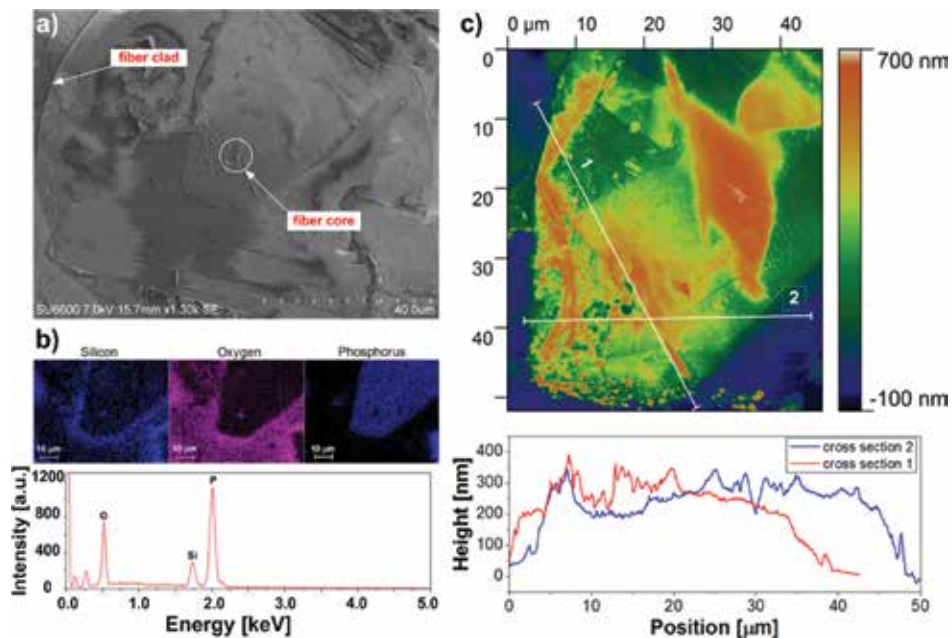 a)
fiber clad
fiber core
SU6600 7.0kV 15.7mm x1.30k SE
40.0um
b)
Silicon
Oxygen
Phosphorus
10 µm
10 µm
10 µm
1200
800
400
0
Intensity [a.u.]
O
Si
P
0.0 1.0 2.0 3.0 4.0 5.0
Energy [keV]
c)
0 µm 10 20 30 40
0
10
20
30
40
1
2
700 nm
-100 nm
cross section 2
cross section 1
400
300
200
100
0
Height [nm]
0 10 20 30 40 50
Position [µm]